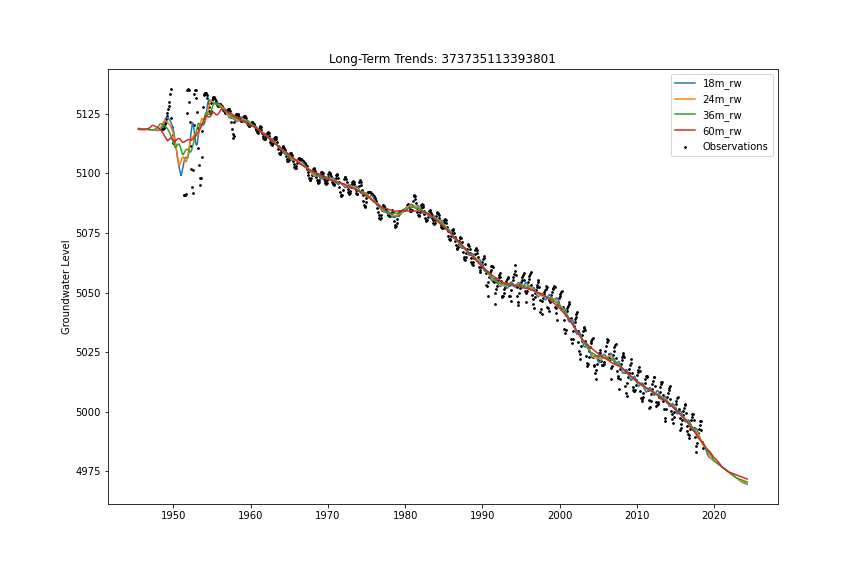 Long-Term Trends: 373735113393801
18m_rw
24m_rw
36m_rw
60m_rw
Observations
Groundwater Level
5125
5100
5075
5050
5025
5000
4975
1950 1960 1970 1980 1990 2000 2010 2020